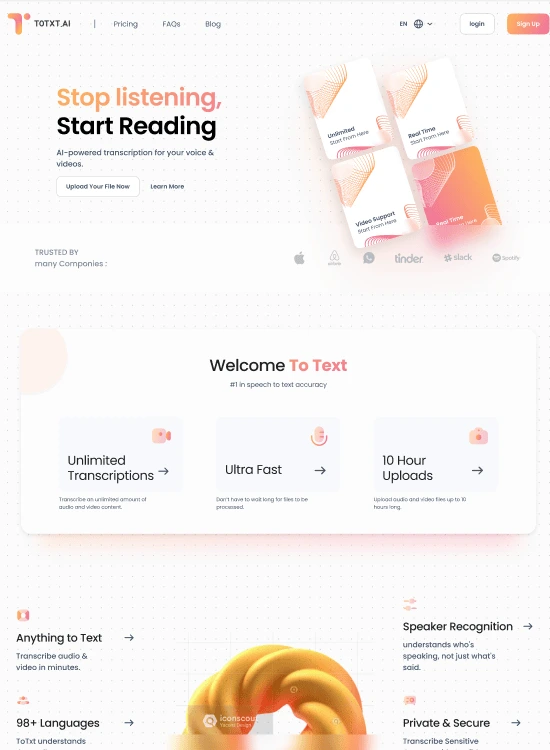 TOTXT.AI
Pricing
FAQs
Blog
EN
login
Sign Up
Stop listening,
Start Reading
AI-powered transcription for your voice &
videos.
Upload Your File Now
Learn More
Unlimited
Start From Here
Real Time
Start From Here
Video Support
Start From Here
Real Time
TRUSTED BY
many Companies :
airbnb
tinder
slack
Spotify
Welcome To Text
#1 in speech to text accuracy
Unlimited
Transcriptions
Transcribe an unlimited amount of
audio and video content.
Ultra Fast
Don't have to wait long for files to be
processed.
10 Hour
Uploads
Upload audio and video files up to 10
hours long.
Anything to Text
Transcribe audio &
video in minutes.
Speaker Recognition
understands who's
speaking, not just what's
said.
98+ Languages
ToTxt understands
Private & Secure
Transcribe Sensitive
iconscout